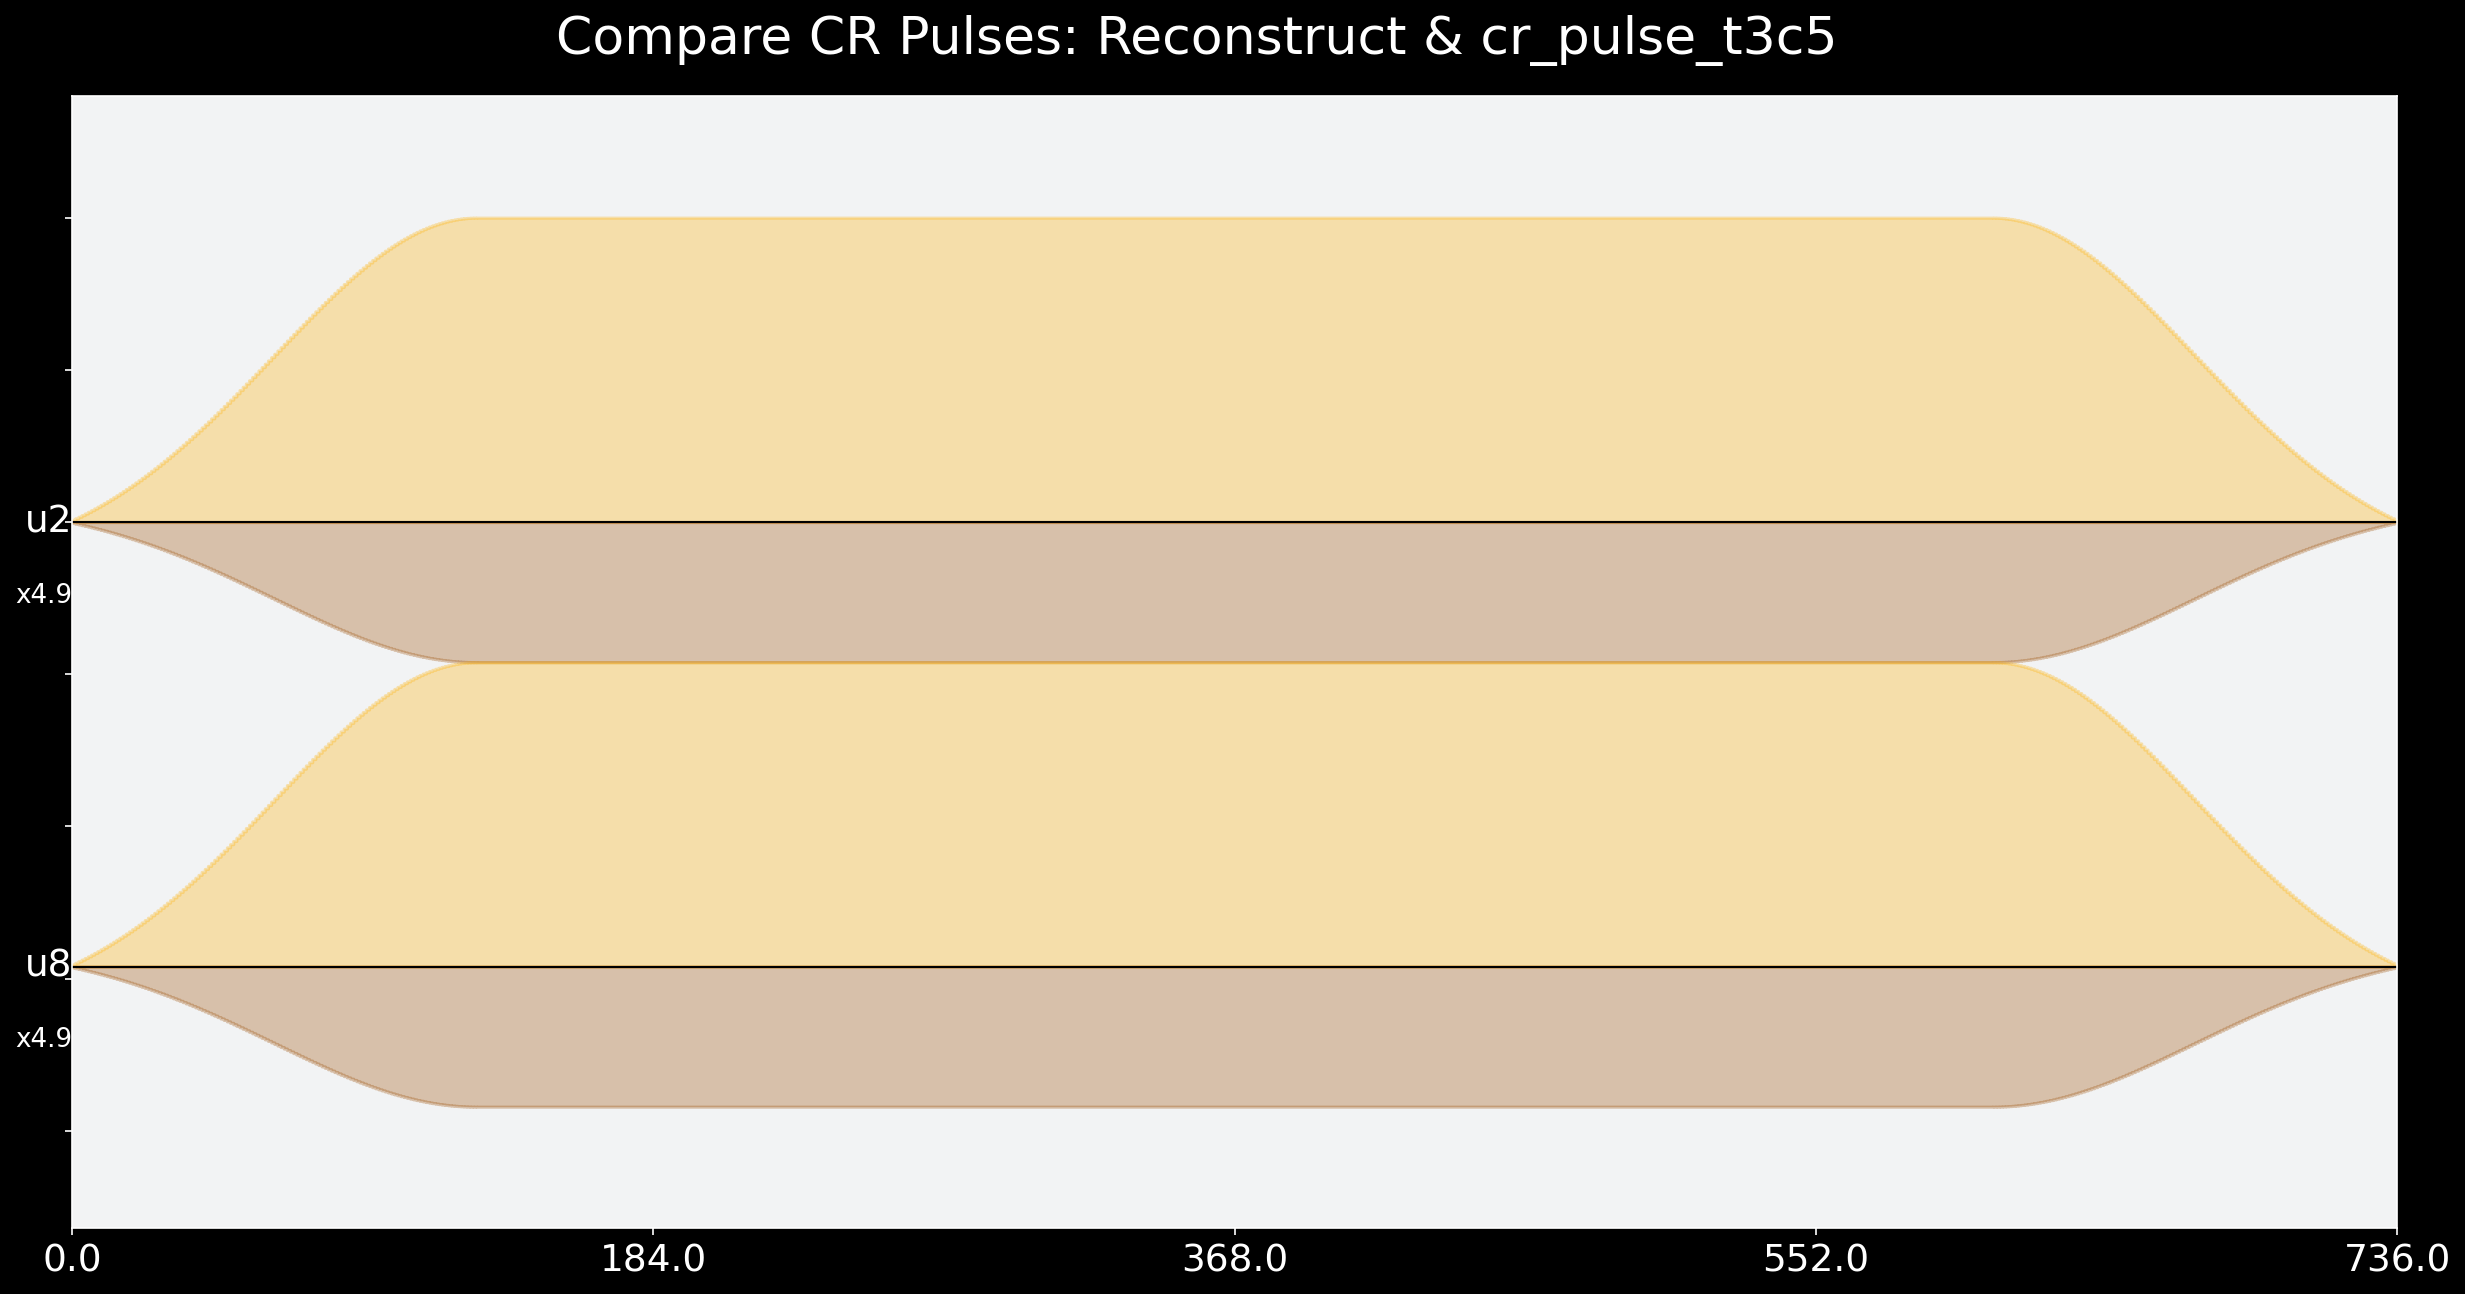 Compare CR Pulses: Reconstruct & cr_pulse_t3c5
u2
x4.9
u8
x4.9
0.0 184.0 368.0 552.0 736.0